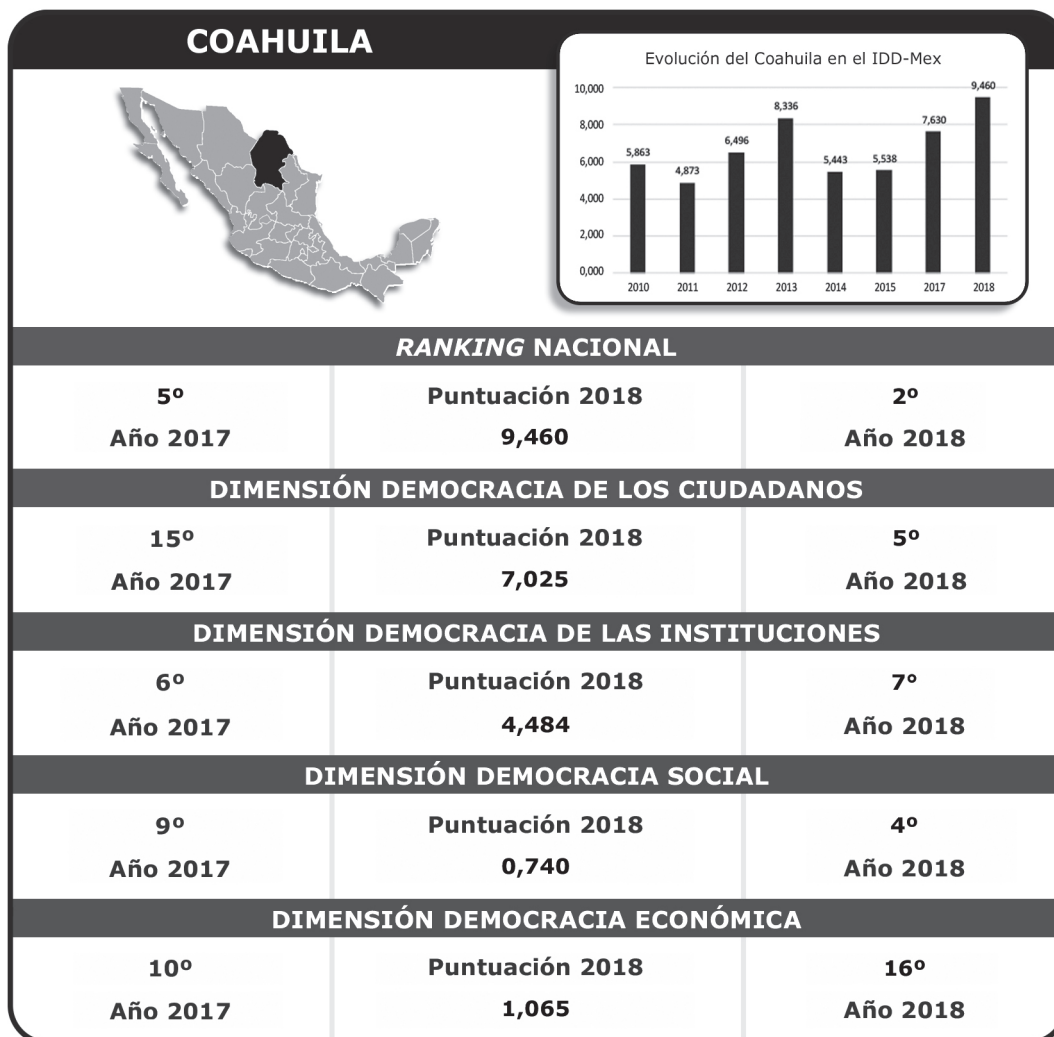 COAHUILA
Evolución del Coahuila en el IDD-Mex
10,000
8,000
6,000
4,000
2,000
0,000
5,863
4,873
6,496
8,336
5,443
5,538
7,630
9,460
2010 2011 2012 2013 2014 2015 2017 2018
RANKING NACIONAL
5º Puntuación 2018 2º
Año 2017 9,460 Año 2018
DIMENSIÓN DEMOCRACIA DE LOS CIUDADANOS
15º Puntuación 2018 5º
Año 2017 7,025 Año 2018
DIMENSIÓN DEMOCRACIA DE LAS INSTITUCIONES
6º Puntuación 2018 7°
Año 2017 4,484 Año 2018
DIMENSIÓN DEMOCRACIA SOCIAL
9º Puntuación 2018 4º
Año 2017 0,740 Año 2018
DIMENSIÓN DEMOCRACIA ECONÓMICA
10º Puntuación 2018 16º
Año 2017 1,065 Año 2018